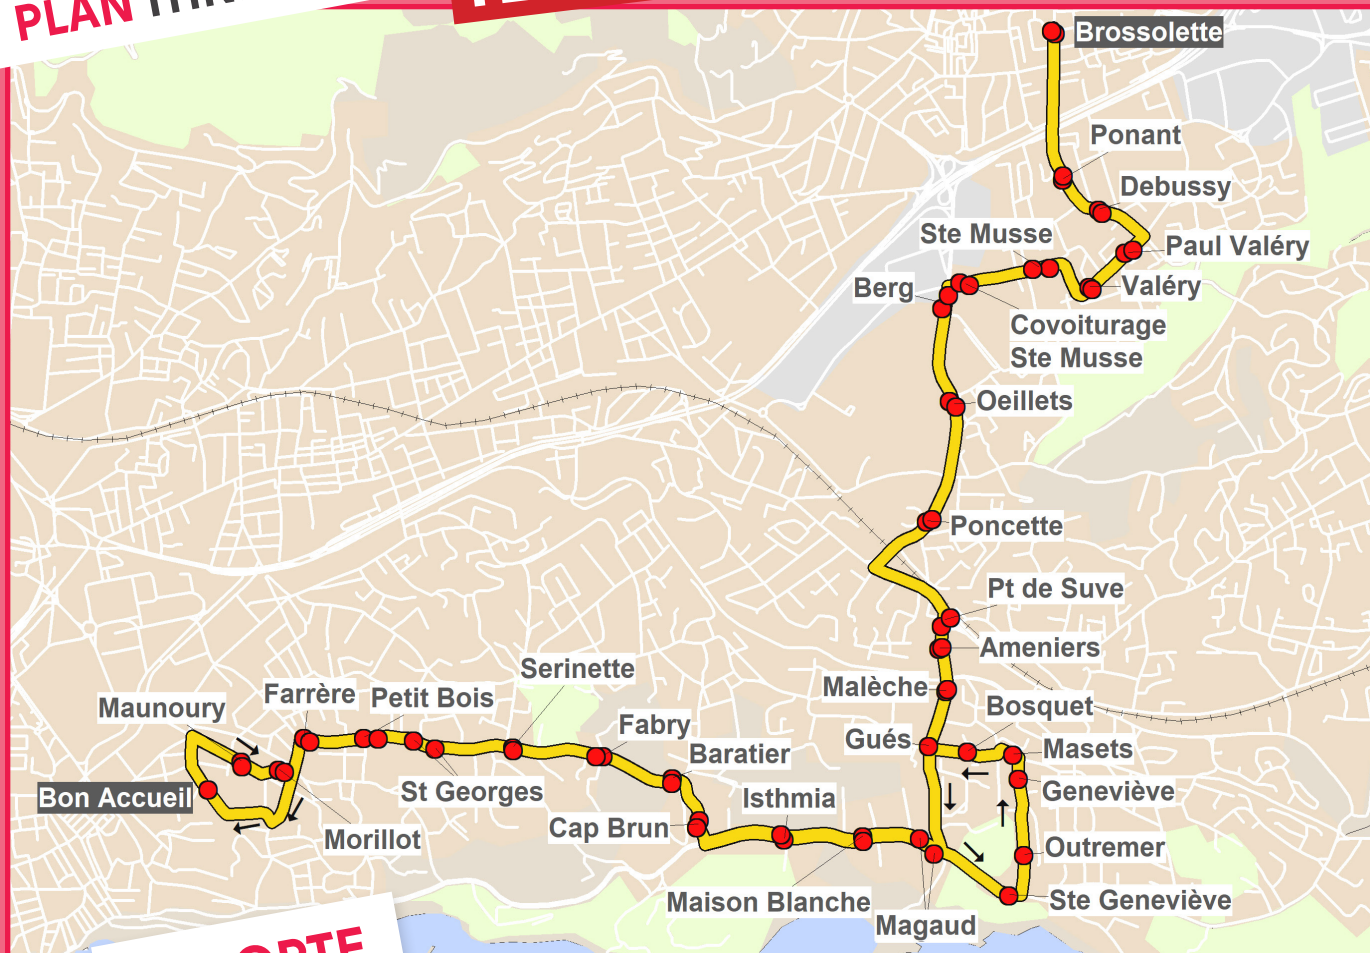 PLAN
Brossolette
Ponant
Debussy
Ste Musse
Paul Valéry
Berg
Valéry
Covoiturage
Ste Musse
Oeillets
Poncette
Pt de Suve
Ameniers
Serinette
Malèche
Farrère
Petit Bois
Maunoury
Bosquet
Fabry
Gués
Masets
Baratier
Bon Accueil
St Georges
Isthmia
Geneviève
Cap Brun
Morillot
Outremer
Maison Blanche
Ste Geneviève
Magaud